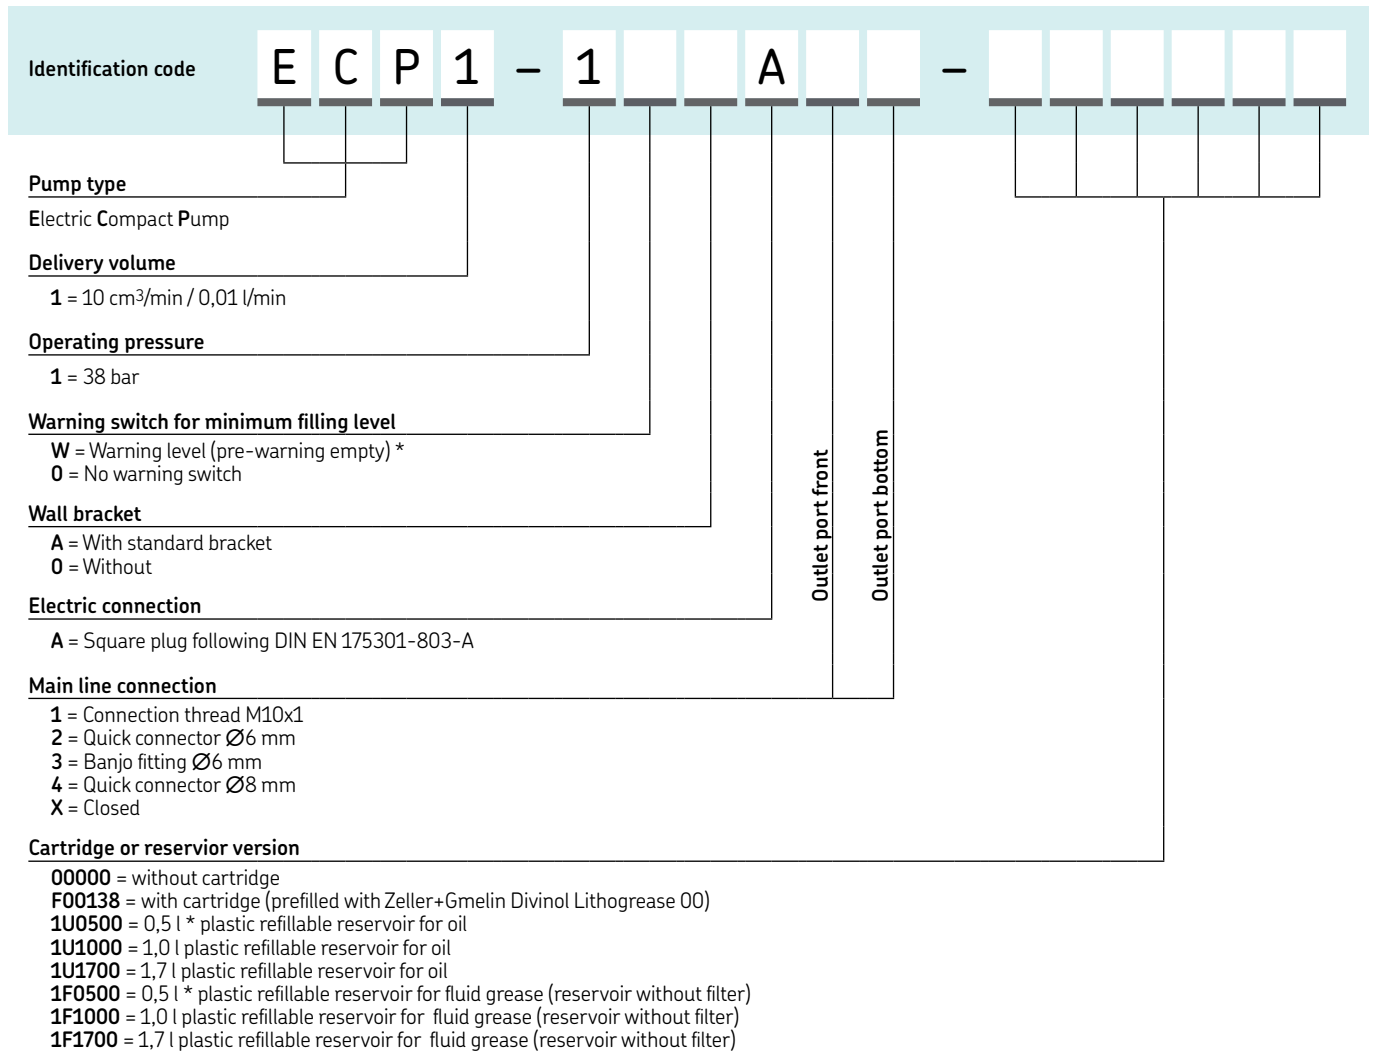 Identification code E C P 1 – 1 A –
Pump type
Electric Compact Pump
Delivery volume
1 = 10 cm³/min / 0,01 l/min
Operating pressure
1 = 38 bar
Warning switch for minimum filling level
W = Warning level (pre-warning empty) *
0 = No warning switch
Wall bracket
A = With standard bracket
0 = Without
Outlet port front
Outlet port bottom
Electric connection
A = Square plug following DIN EN 175301-803-A
Main line connection
1 = Connection thread M10x1
2 = Quick connector Ø6 mm
3 = Banjo fitting Ø6 mm
4 = Quick connector Ø8 mm
X = Closed
Cartridge or reservior version
00000 = without cartridge
F00138 = with cartridge (prefilled with Zeller+Gmelin Divinol Lithogrease 00)
1U0500 = 0,5 l * plastic refillable reservoir for oil
1U1000 = 1,0 l plastic refillable reservoir for oil
1U1700 = 1,7 l plastic refillable reservoir for oil
1F0500 = 0,5 l * plastic refillable reservoir for fluid grease (reservoir without filter)
1F1000 = 1,0 l plastic refillable reservoir for fluid grease (reservoir without filter)
1F1700 = 1,7 l plastic refillable reservoir for fluid grease (reservoir without filter)